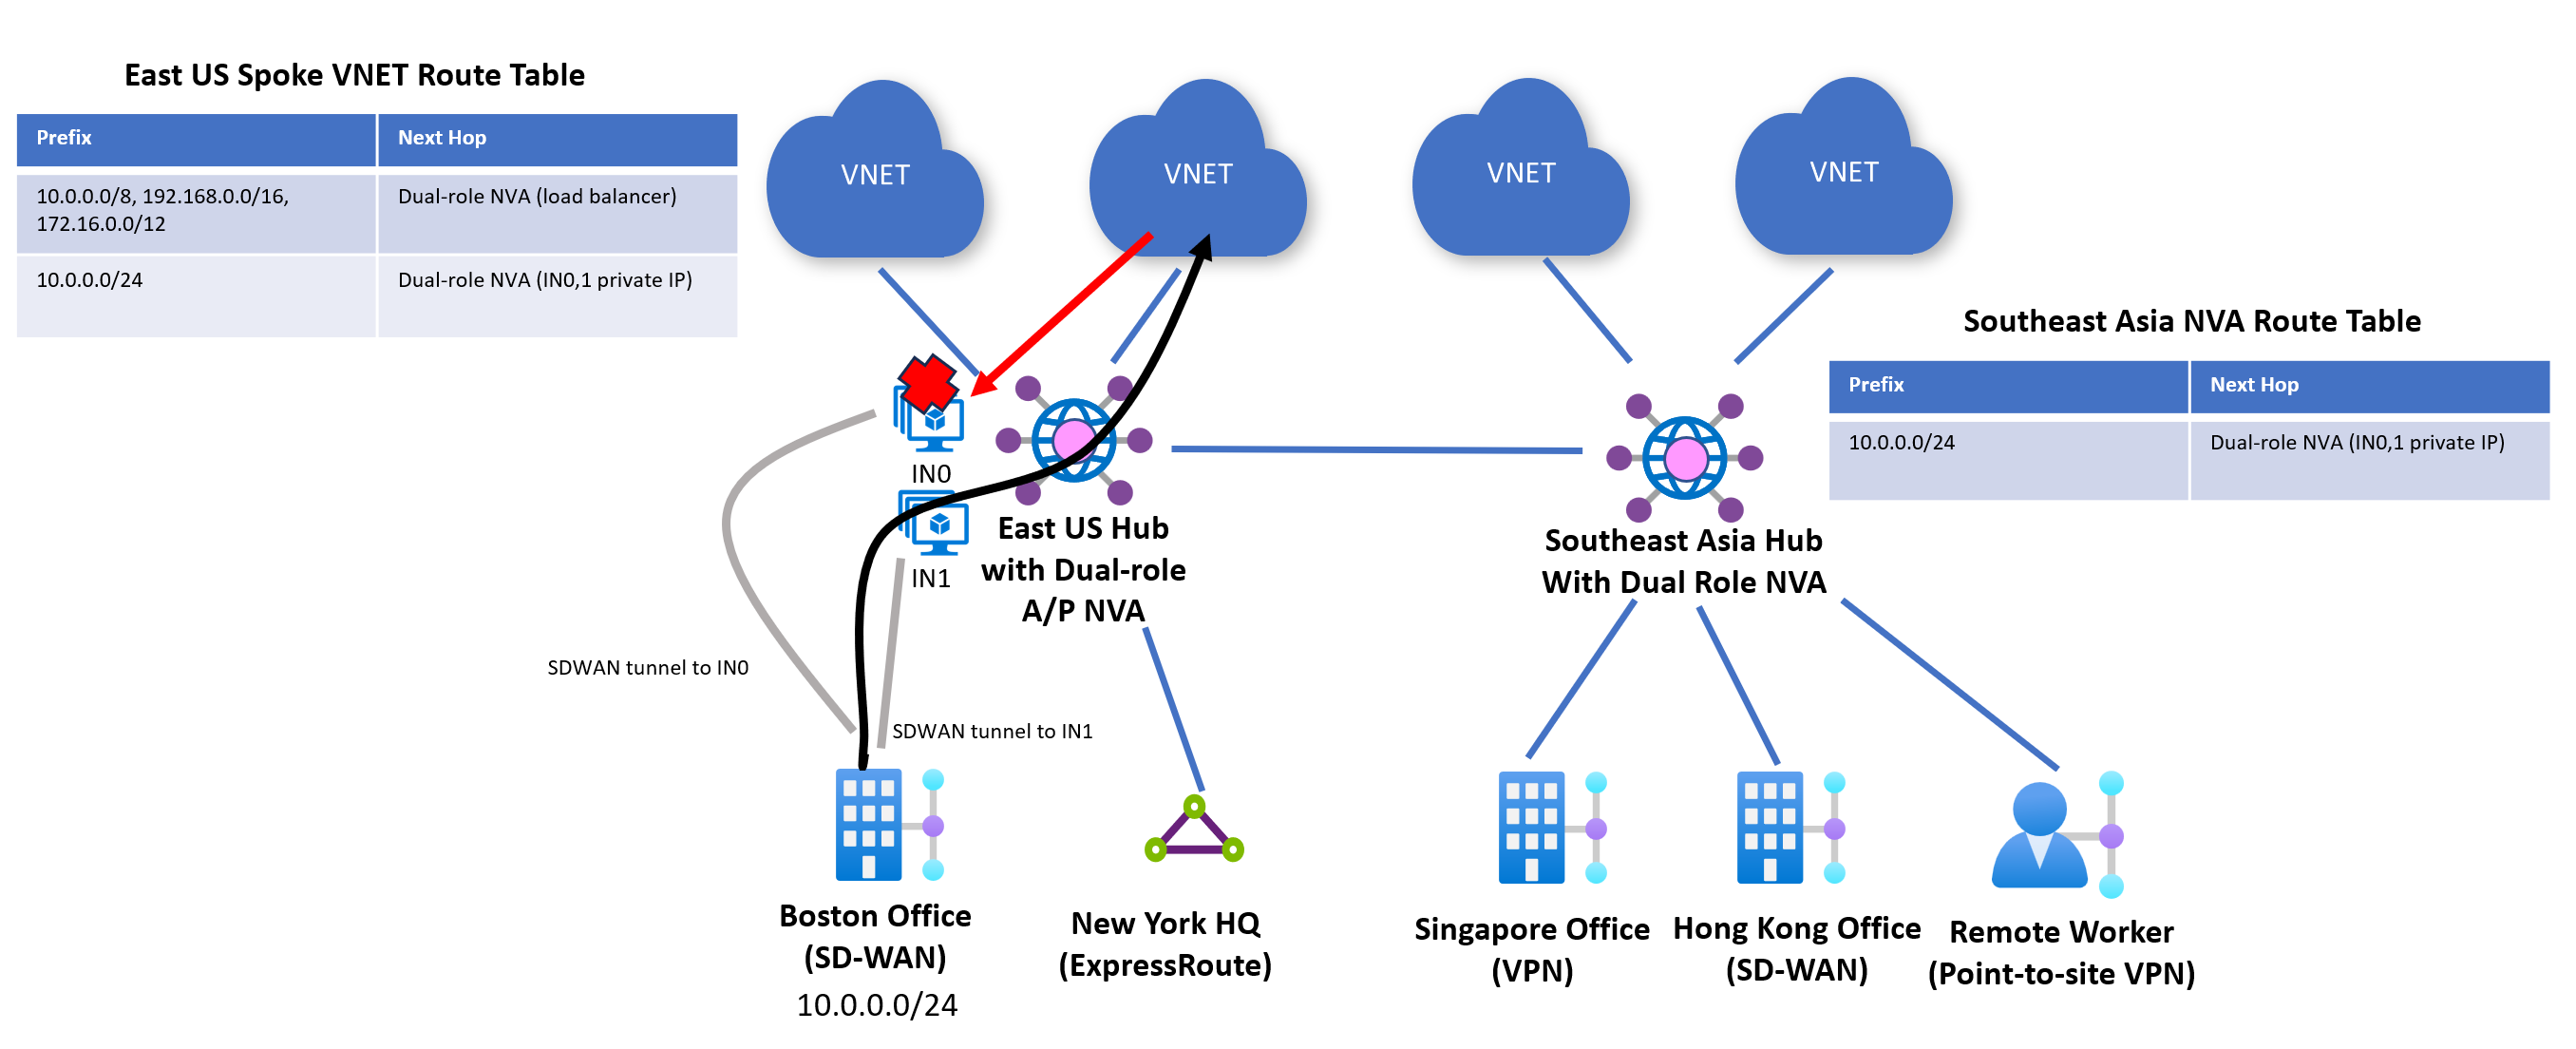 East US Spoke VNET Route Table
Prefix
Next Hop
10.0.0.0/8, 192.168.0.0/16,
172.16.0.0/12
Dual-role NVA (load balancer)
10.0.0.0/24
Dual-role NVA (IN0,1 private IP)
VNET
VNET
VNET
VNET
Southeast Asia NVA Route Table
Prefix
Next Hop
10.0.0.0/24
Dual-role NVA (IN0,1 private IP)
IN0
IN1
East US Hub
with Dual-role
A/P NVA
Southeast Asia Hub
With Dual Role NVA
SDWAN tunnel to IN0
SDWAN tunnel to IN1
Boston Office
(SD-WAN)
10.0.0.0/24
New York HQ
(ExpressRoute)
Singapore Office
(VPN)
Hong Kong Office
(SD-WAN)
Remote Worker
(Point-to-site VPN)